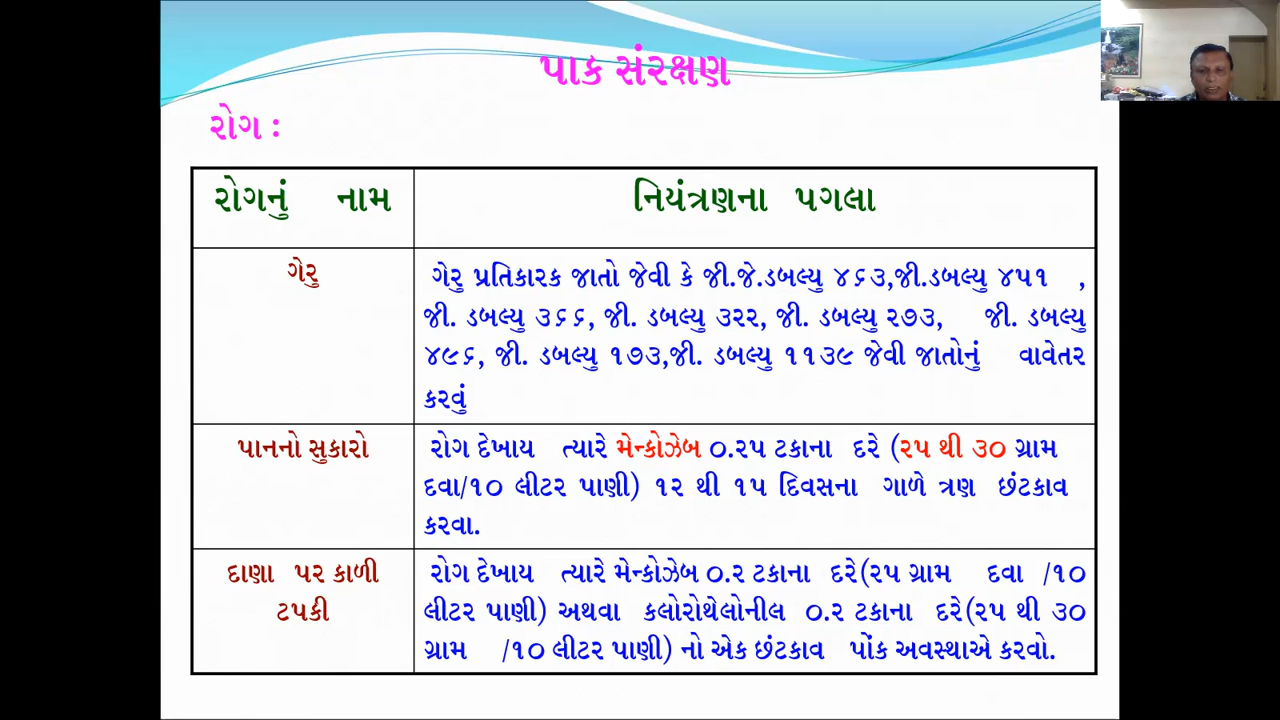 પાક સંરક્ષણ
રોગ :
રોગનું નામ
નિયંત્રણના પગલા
ગેરુ
ગેરુ પ્રતિકારક જાતો જેવી કે જી.જે.ડબલ્યુ ૪૬૩,જી.ડબલ્યુ ૪૫૧ ,
જી. ડબલ્યુ ૩૬૬, જી. ડબલ્યુ ૩૨૨, જી. ડબલ્યુ ૨૭૩, જી. ડબલ્યુ
૪૯૬, જી. ડબલ્યુ ૧૭૩,જી. ડબલ્યુ ૧૧૩૯ જેવી જાતોનું વાવેતર
કરવું
પાનનો સુકારો
રોગ દેખાય ત્યારે મેન્કોઝેબ ૦.૨૫ ટકાના દરે (૨૫ થી ૩૦ ગ્રામ
દવા/૧૦ લીટર પાણી) ૧૨ થી ૧૫ દિવસના ગાળે ત્રણ છંટકાવ
કરવા.
દાણા પર કાળી
ટપકી
રોગ દેખાય ત્યારે મેન્કોઝેબ ૦.૨ ટકાના દરે(૨૫ ગ્રામ દવા /૧૦
લીટર પાણી) અથવા કલોરોથેલોનીલ ૦.૨ ટકાના દરે(૨૫ થી ૩૦
ગ્રામ /૧૦ લીટર પાણી) નો એક છંટકાવ પોંક અવસ્થાએ કરવો.